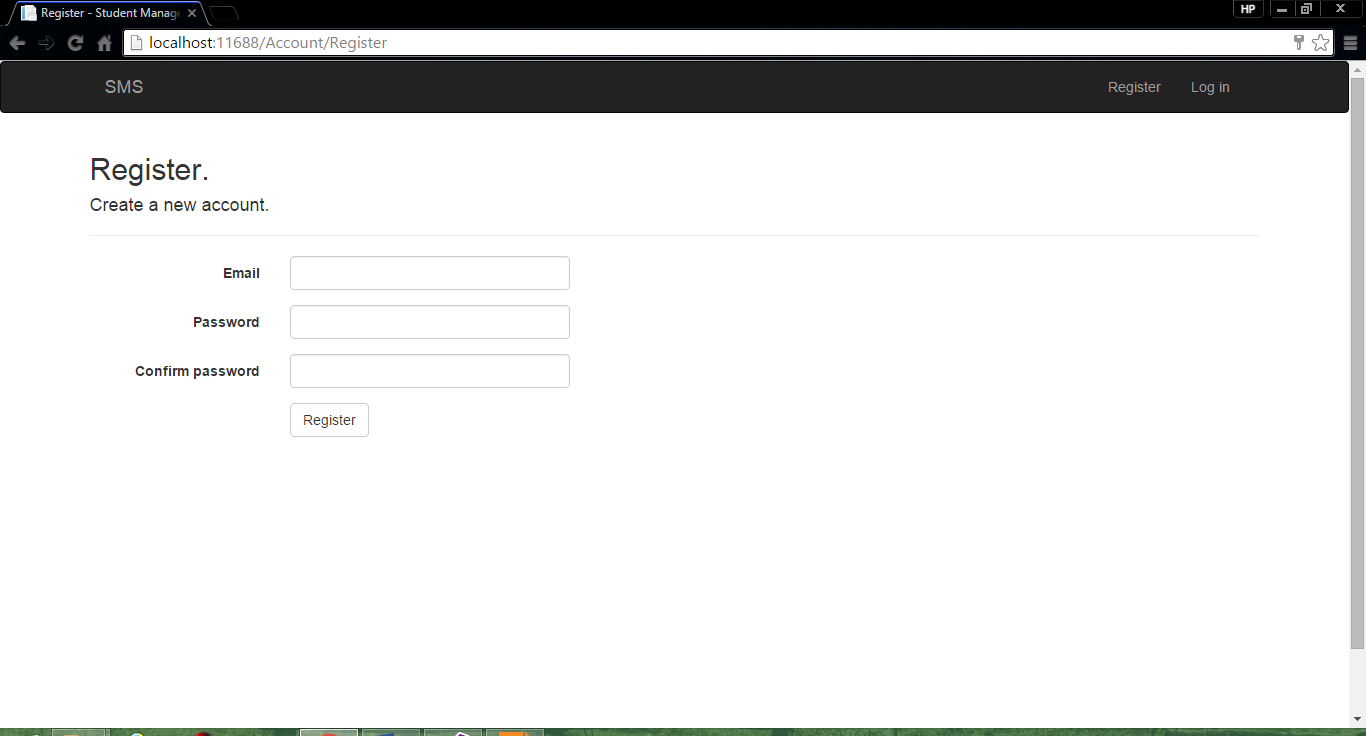 Register - Student Manag
HP
localhost:11688/Account/Register
SMS Register Log in
Register.
Create a new account.
Email
Password
Confirm password
Register